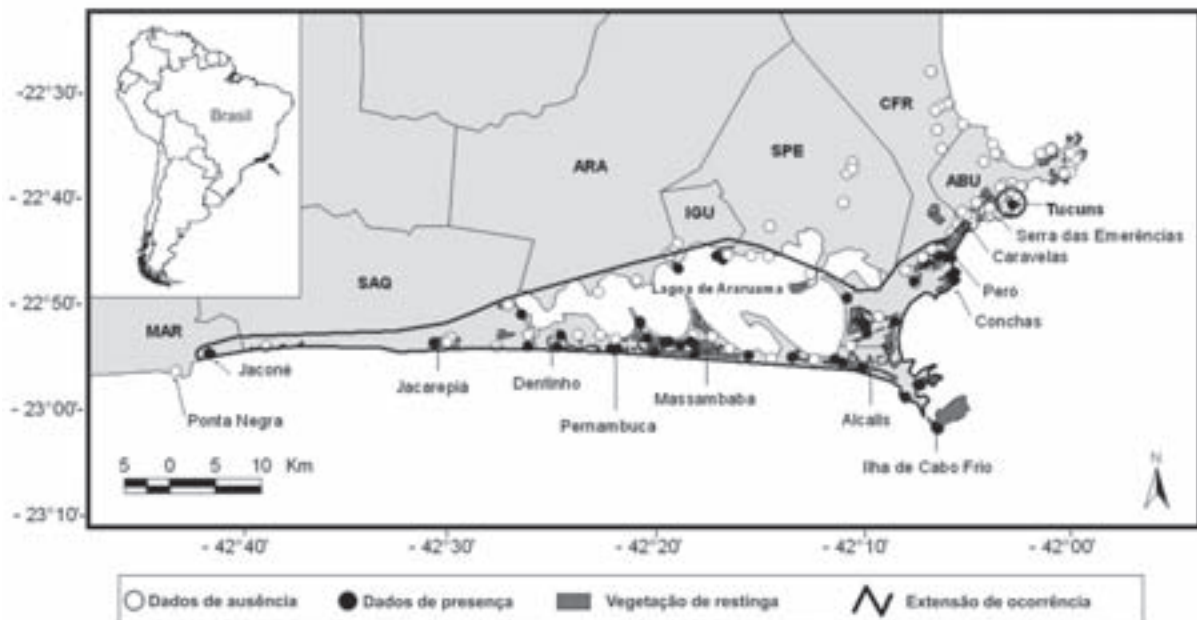 Brasil
-22°30'
-22°40'
-22°50'
-23°00'
-23°10'
CFR
SPE
ARA
ABU
IGU
Tucuns
Serra das Emerências
Caravelas
SAQ
Lagoa de Araruama
Peró
Conchas
MAR
Jaconé
Jacarepiá
Dentinho
Massambaba
Ponta Negra
Pernambuca
Alcalis
Ilha de Cabo Frio
5 0 5 10 Km
N
-42°40' -42°30' -42°20' -42°10' -42°00'
Dados de ausência Dados de presença Vegetação de restinga Extensão de ocorrência